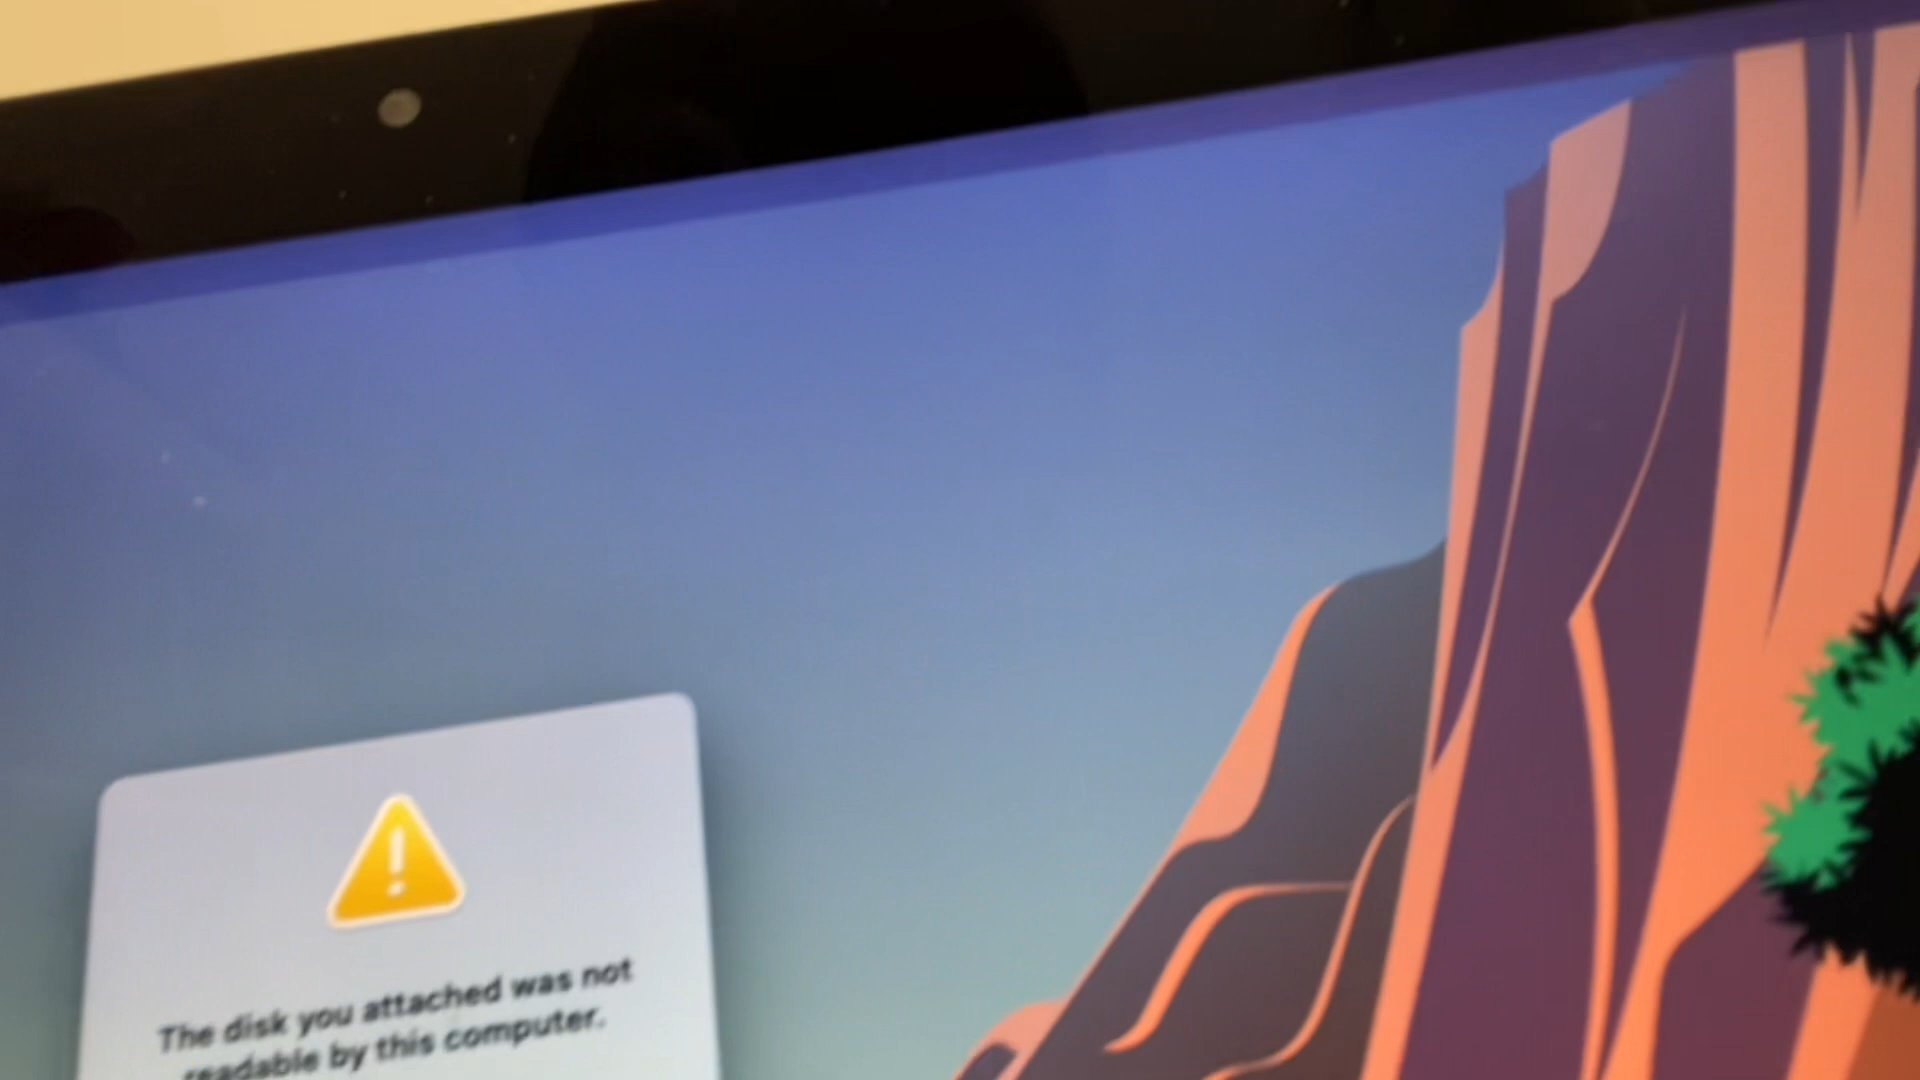 The disk you attached was not
readable by this computer.